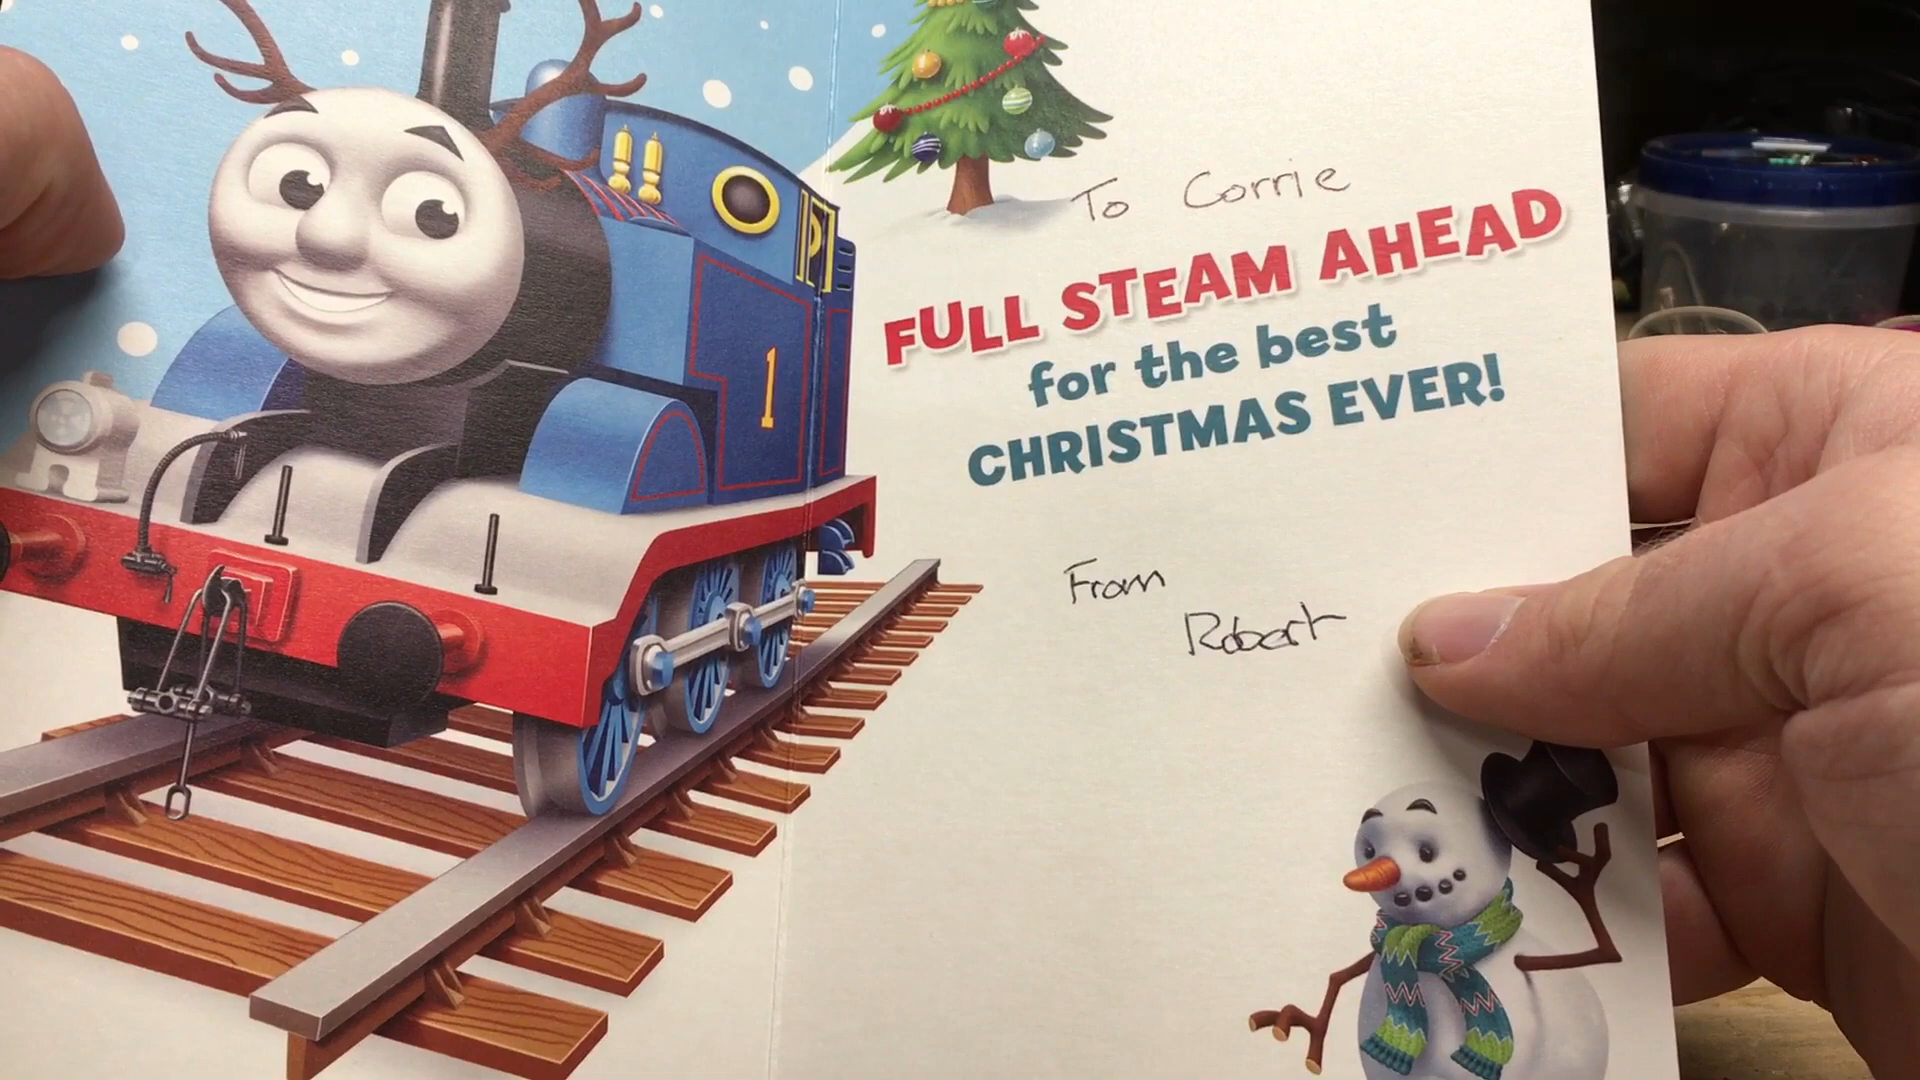 1
To Corrie
FULL STEAM AHEAD
for the best
CHRISTMAS EVER!
From
Robert